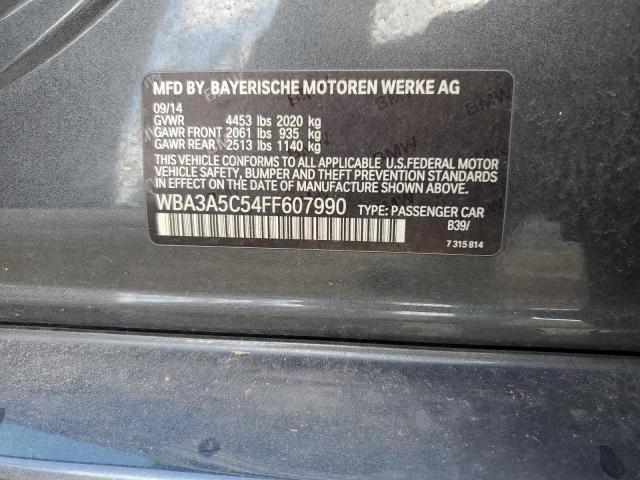 MFD BY BAYERISCHE MOTOREN WERKE AG
09/14
GVWR 4453 lbs 2020 kg
GAWR FRONT 2061 lbs 935 kg
GAWR REAR 2513 lbs 1140 kg
THIS VEHICLE CONFORMS TO ALL APPLICABLE U.S.FEDERAL MOTOR
VEHICLE SAFETY, BUMPER, AND THEFT PREVENTION STANDARDS
IN EFFECT ON THE DATE OF MANUFACTURE SHOWN ABOVE.
WBA3A5C54FF607990 TYPE: PASSENGER CAR
B39/
7 315 814